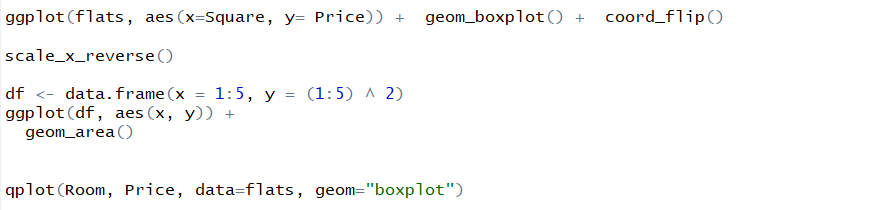 ggplot(flats, aes(x=Square, y= Price)) +  geom_boxplot() +  coord_flip()
scale_x_reverse()
df <- data.frame(x = 1:5, y = (1:5) ^ 2)
ggplot(df, aes(x, y)) +
  geom_area()
qplot(Room, Price, data=flats, geom="boxplot")